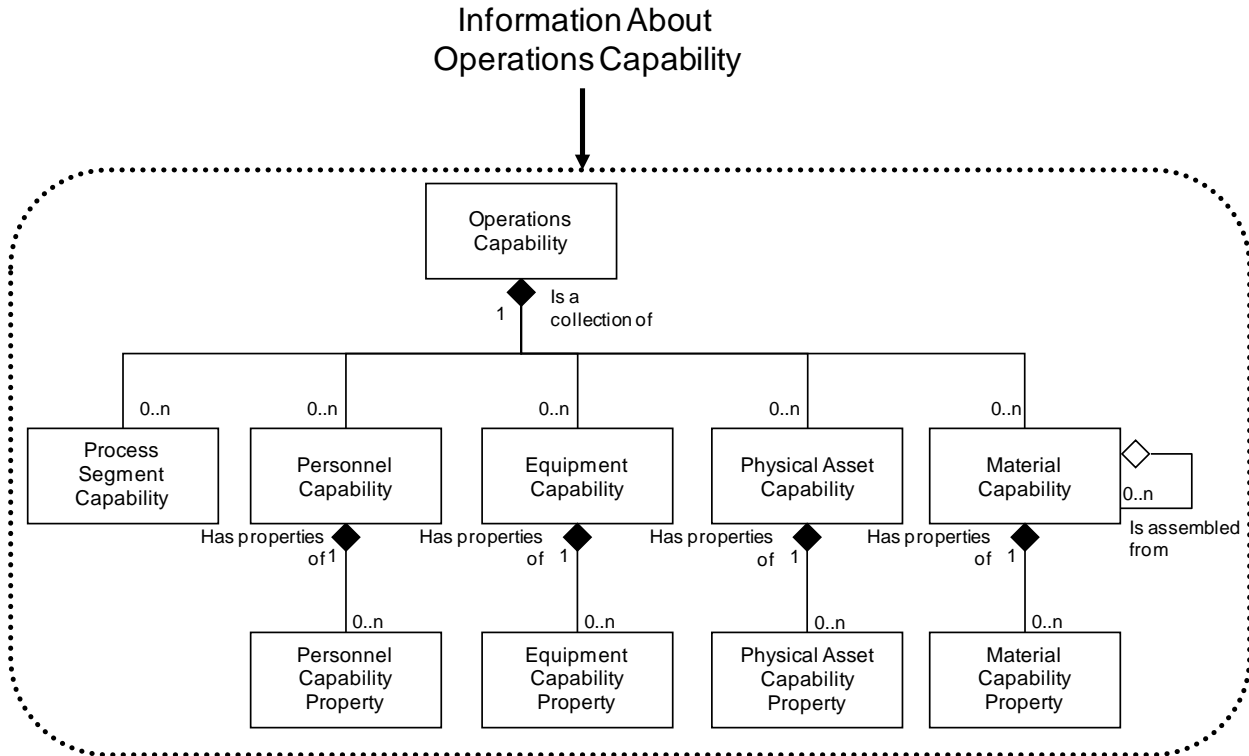 Information About
Operations Capability
Operations
Capability
1
Is a
collection of
0..n
0..n
0..n
0..n
0..n
Process
Segment
Capability
Personnel
Capability
Equipment
Capability
Physical Asset
Capability
Material
Capability
0..n
Is assembled
from
Has properties
of
1
Has properties
of
1
Has properties
of
1
Has properties
of
1
0..n
0..n
0..n
0..n
Personnel
Capability
Property
Equipment
Capability
Property
Physical Asset
Capability
Property
Material
Capability
Property